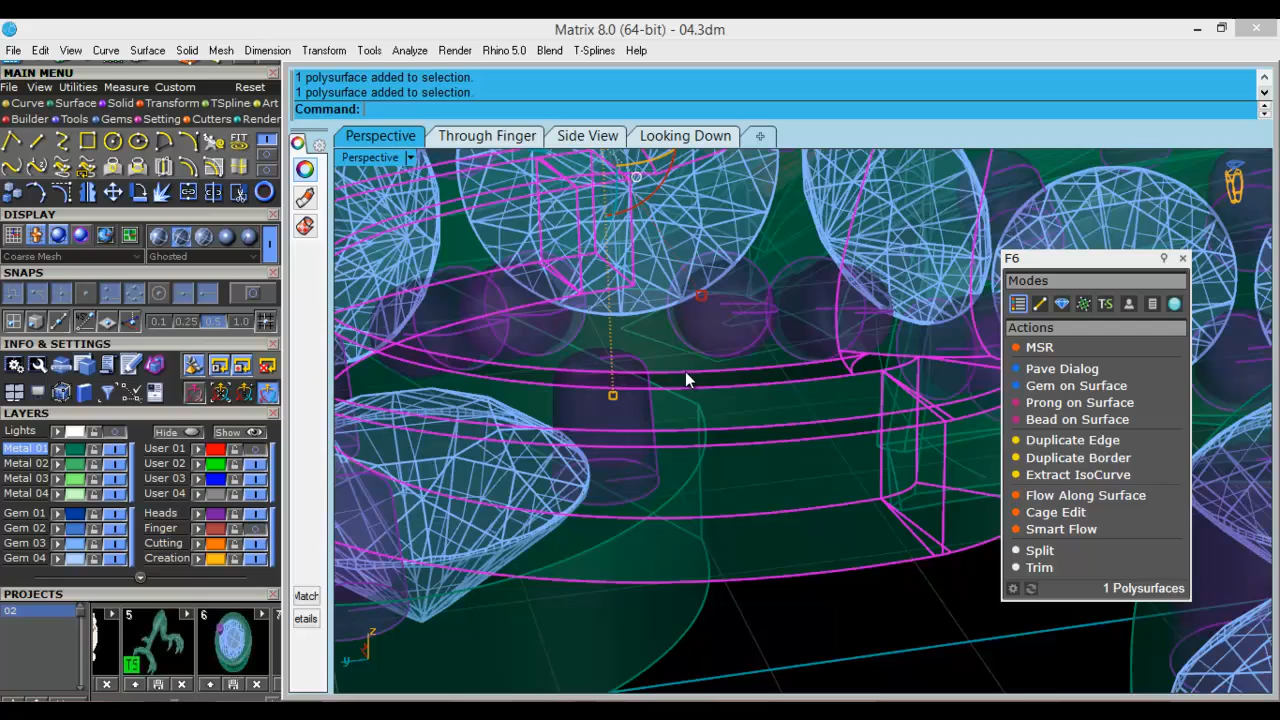 Matrix 8.0 (64-bit) - 04.3dm
File Edit View Curve Surface Solid Mesh Dimension Transform Tools Analyze Render Rhino 5.0 Blend T-Splines Help
MAIN MENU
File View Utilities Measure Custom Reset
Curve Surface Solid Transform TSpline Art
Builder Tools Gems Setting Cutters Render
FIT
DISPLAY
Coarse Mesh Ghosted
SNAPS
0.1 0.25 0.5 1.0
INFO & SETTINGS
LAYERS
Lights Hide Show
Metal 01 User 01
Metal 02 User 02
Metal 03 User 03
Metal 04 User 04
Gem 01 Heads
Gem 02 Finger
Gem 03 Cutting
Gem 04 Creation
PROJECTS
02
5 6 7
TS
1 polysurface added to selection.
1 polysurface added to selection.
Command:
Perspective Through Finger Side View Looking Down
Perspective
Match
etails
z
y
F6
Modes
T-S
Actions
MSR
Pave Dialog
Gem on Surface
Prong on Surface
Bead on Surface
Duplicate Edge
Duplicate Border
Extract IsoCurve
Flow Along Surface
Cage Edit
Smart Flow
Split
Trim
1 Polysurfaces